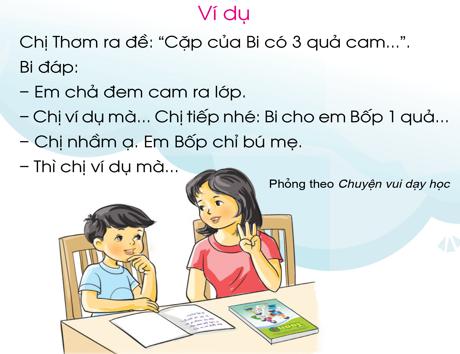 Ví dụ
Chị Thơm ra đề: “Cặp của Bi có 3 quả cam...”.
Bi đáp:
– Em chả đem cam ra lớp.
– Chị ví dụ mà... Chị tiếp nhé: Bi cho em Bốp 1 quả...
– Chị nhầm ạ. Em Bốp chỉ bú mẹ.
– Thì chị ví dụ mà...
Phỏng theo Chuyện vui dạy học